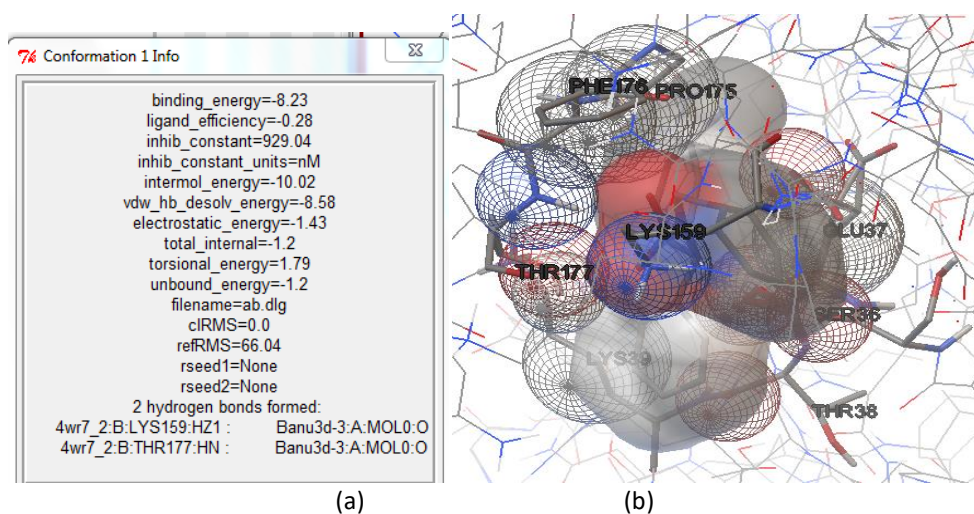 Conformation 1 Info
binding_energy=-8.23
ligand_efficiency=-0.28
inhib_constant=929.04
inhib_constant_units=nM
intermol_energy=-10.02
vdw_hb_desolv_energy=-8.58
electrostatic_energy=-1.43
total_internal=-1.2
torsional_energy=1.79
unbound_energy=-1.2
filename=ab.dlg
clRMS=0.0
refRMS=66.04
rseed1=None
rseed2=None
2 hydrogen bonds formed:
4wr7_2:B:LYS159:HZ1 : Banu3d-3:A:MOL0:O
4wr7_2:B:THR177:HN : Banu3d-3:A:MOL0:O
PHE176 PRO175
LYS159
GLU37
THR177
SER36
LYS39
THR38
(a) (b)